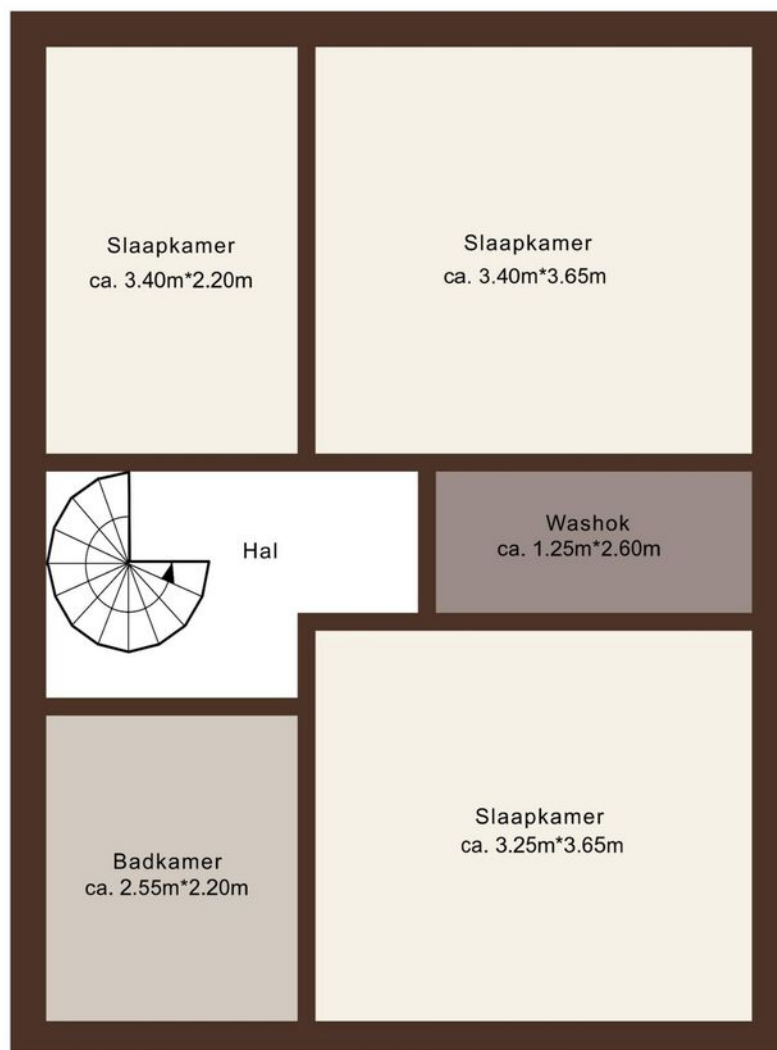 Slaapkamer
ca. 3.40m*2.20m
Slaapkamer
ca. 3.40m*3.65m
Hal
Washok
ca. 1.25m*2.60m
Badkamer
ca. 2.55m*2.20m
Slaapkamer
ca. 3.25m*3.65m